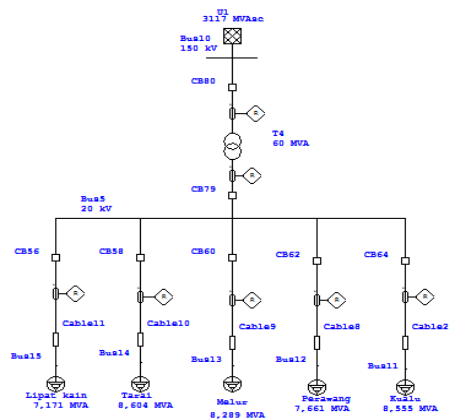 U1
3117 MVAsc
Bus10
150 kV
CB80
R
T4
60 MVA
R
CB79
Bus5
20 kV
CB56
CB58
CB60
CB62
CB64
R
R
R
R
R
Cable11
Cable10
Cable9
Cable8
Cable2
Bus15
Bus14
Bus13
Bus12
Bus11
Lipat kain
7,171 MVA
Tarai
8,604 MVA
Melur
8,289 MVA
Perawang
7,661 MVA
Kualu
8,555 MVA